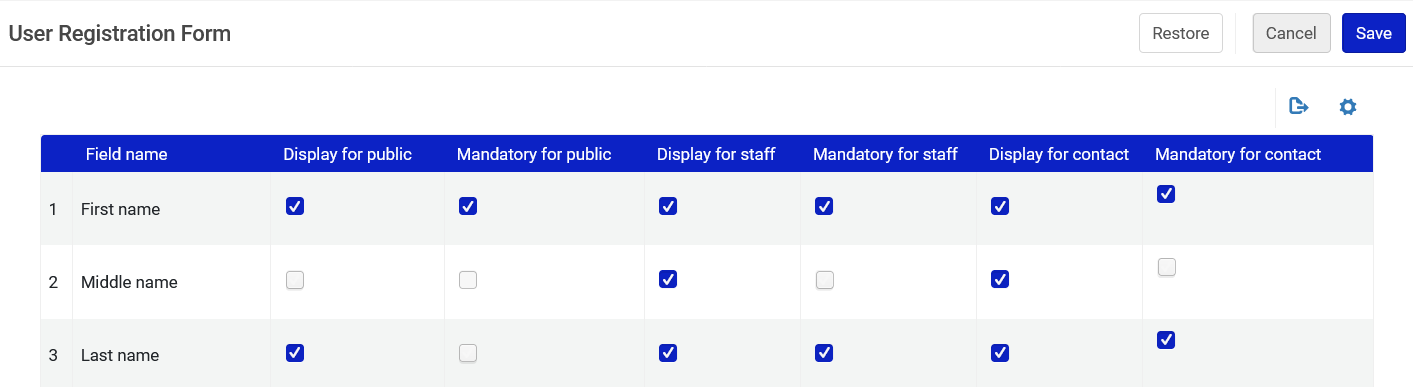 User Registration Form Restore Cancel Save
Field name Display for public Mandatory for public Display for staff Mandatory for staff Display for contact Mandatory for contact
1 First name
2 Middle name
3 Last name